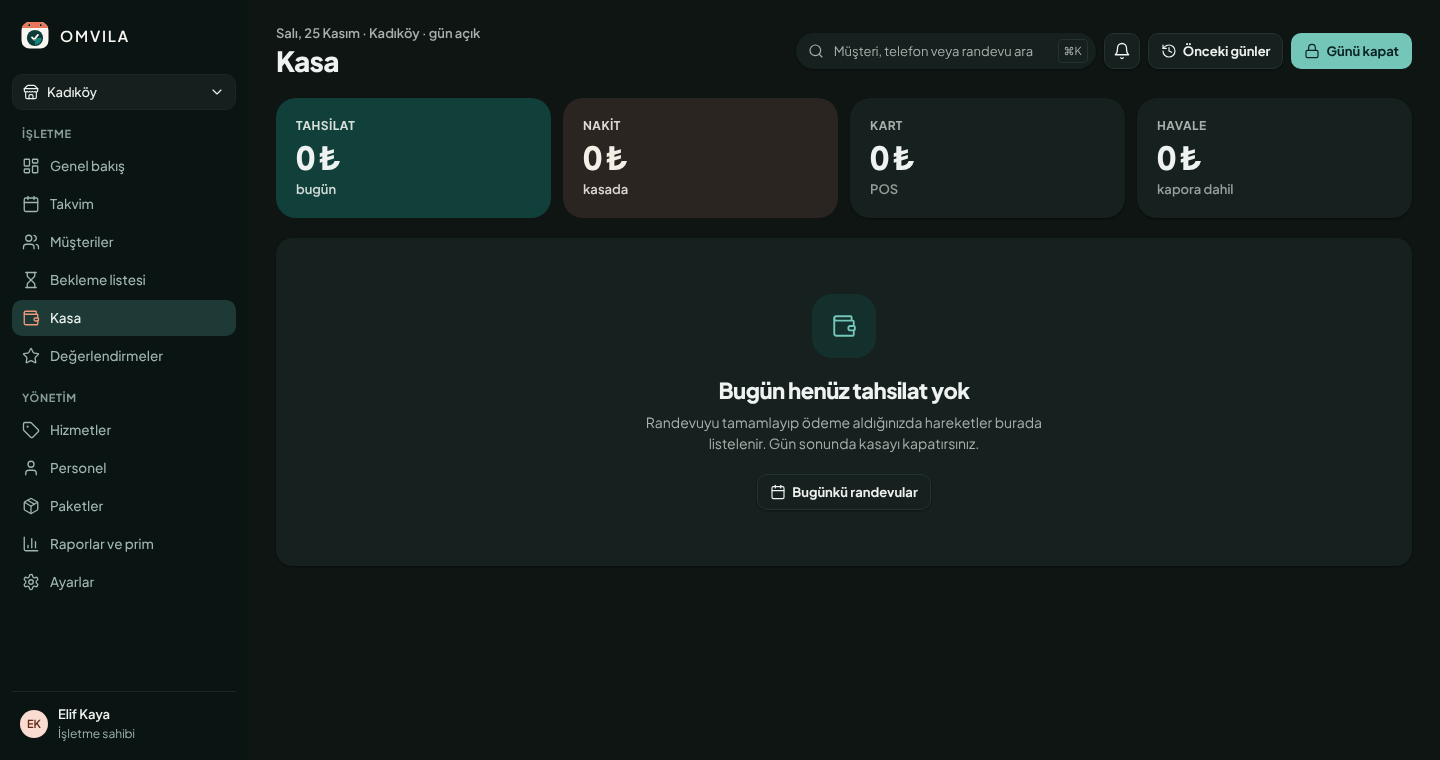 OMVILA
Kadıköy
İŞLETME
Genel bakış
Takvim
Müşteriler
Bekleme listesi
Kasa
Değerlendirmeler
YÖNETİM
Hizmetler
Personel
Paketler
Raporlar ve prim
Ayarlar
EK
Elif Kaya
İşletme sahibi
Salı, 25 Kasım · Kadıköy · gün açık
Kasa
Müşteri, telefon veya randevu ara ⌘K
Önceki günler
Günü kapat
TAHSİLAT
0 ₺
bugün
NAKİT
0 ₺
kasada
KART
0 ₺
POS
HAVALE
0 ₺
kapora dahil
Bugün henüz tahsilat yok
Randevuyu tamamlayıp ödeme aldığınızda hareketler burada
listelenir. Gün sonunda kasayı kapatırsınız.
Bugünkü randevular